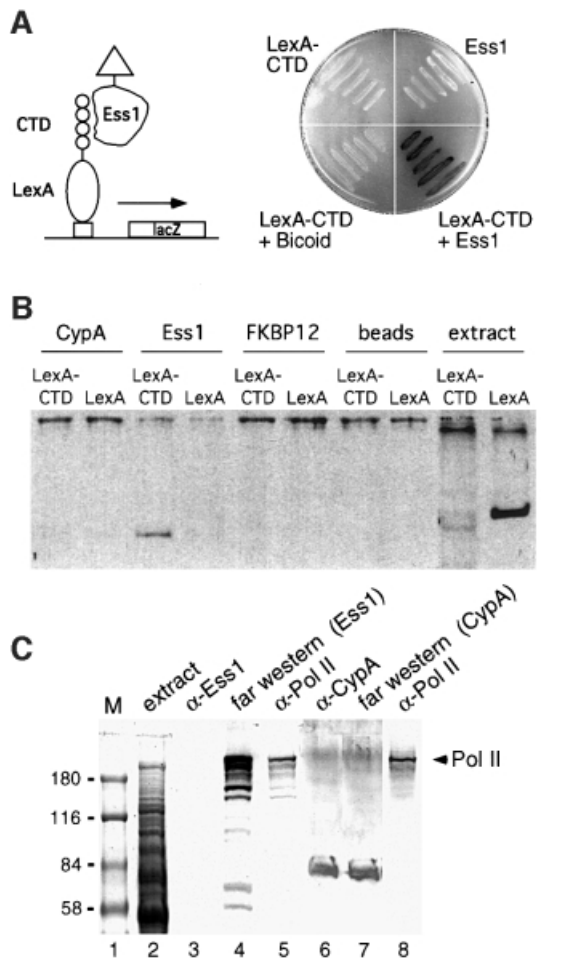 A
CTD
Ess1
LexA
lacZ
LexA-
CTD
Ess1
LexA-CTD
+ Bicoid
LexA-CTD
+ Ess1
B
CypA Ess1 FKBP12 beads extract
LexA- LexA- LexA- LexA- LexA-
CTD LexA CTD LexA CTD LexA CTD LexA CTD LexA
C
M
extract
α-Ess1
far western (Ess1)
α-Pol II
α-CypA
far western (CypA)
α-Pol II
Pol II
180
116
84
58
1 2 3 4 5 6 7 8